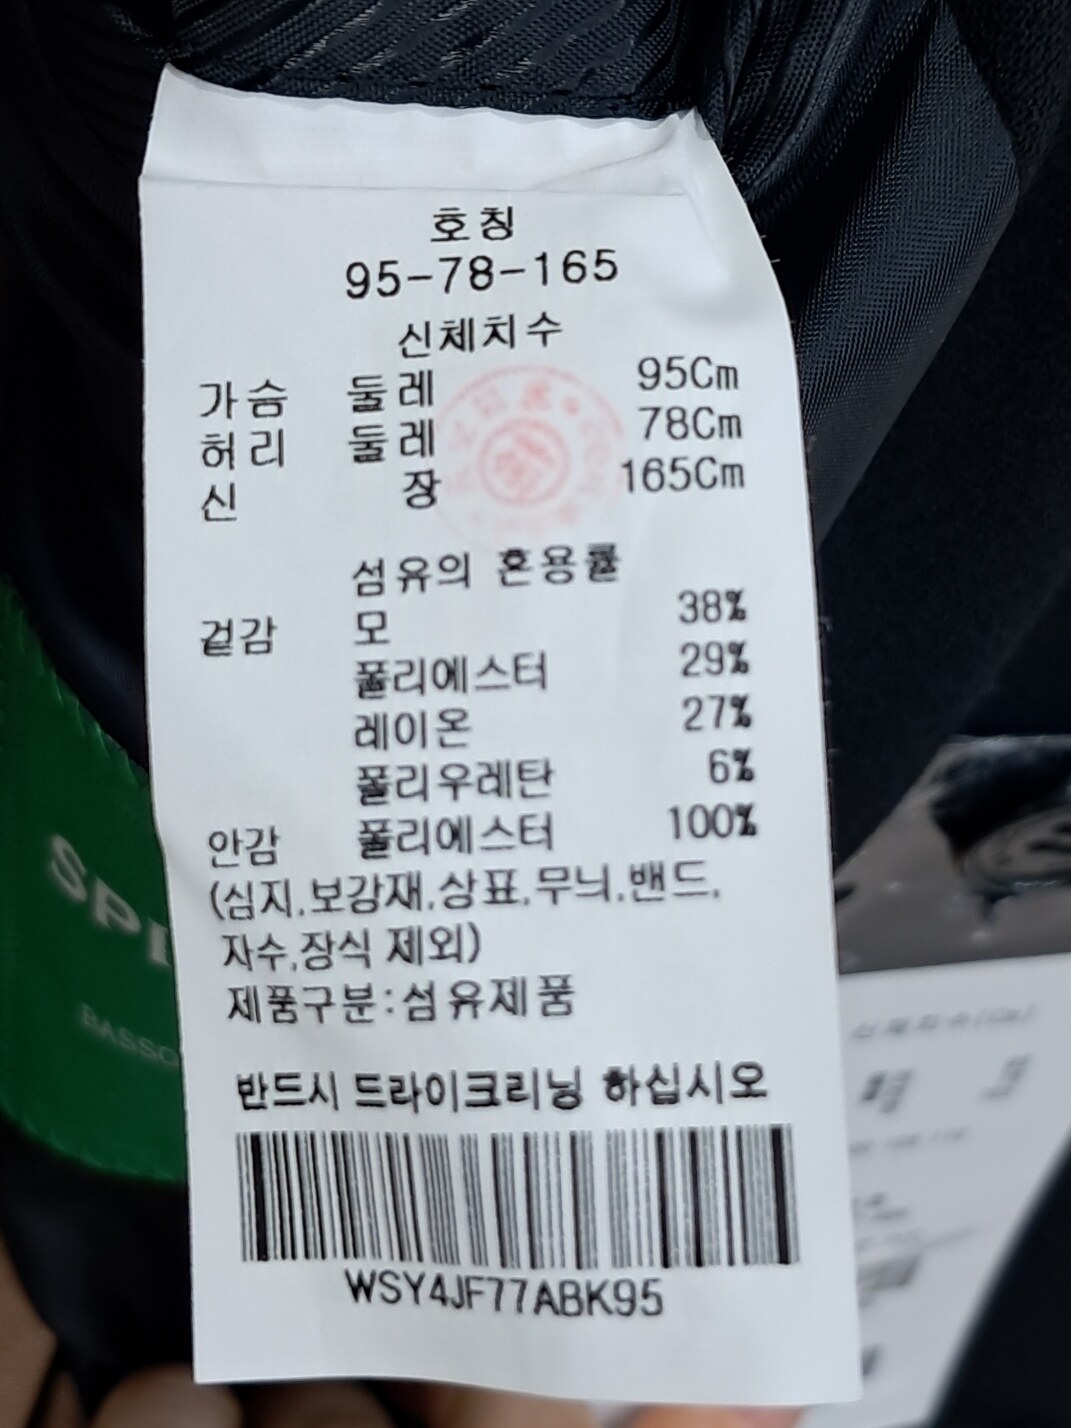 호칭
95-78-165
신체치수
가슴 둘레 95Cm
허리 둘레 78Cm
신 장 165Cm
섬유의 혼용률
겉감 모 38%
폴리에스터 29%
레이온 27%
폴리우레탄 6%
안감 폴리에스터 100%
(심지,보강재,상표,무늬,밴드,
자수,장식 제외)
제품구분:섬유제품
반드시 드라이크리닝 하십시오
WSY4JF77ABK95